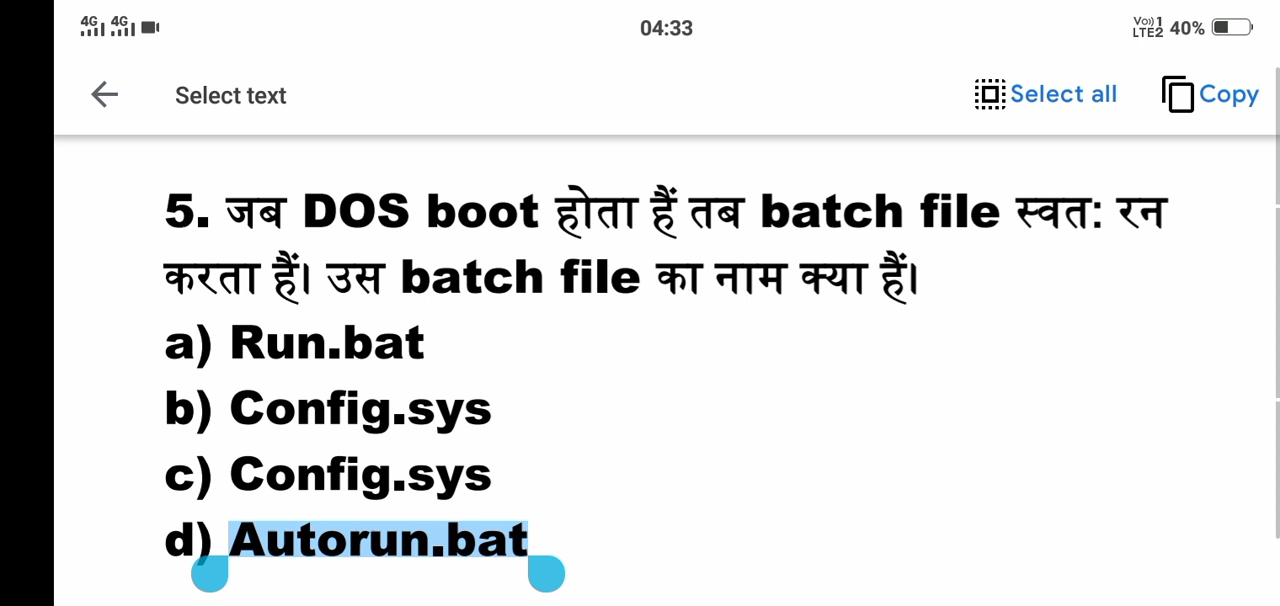 4G 4G 04:33 Vo)) 1 LTE2 40%
Select text Select all Copy
5. जब DOS boot होता हैं तब batch file स्वत: रन
करता हैं। उस batch file का नाम क्या हैं।
a) Run.bat
b) Config.sys
c) Config.sys
d) Autorun.bat